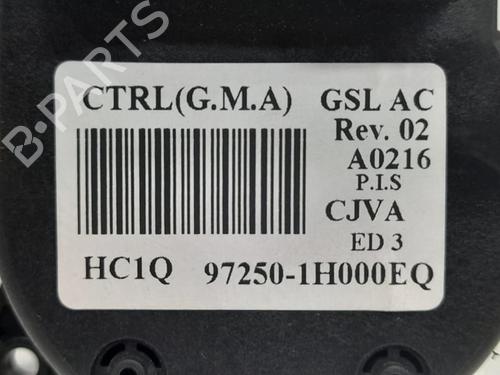 CTRL(G.M.A) GSL AC
Rev. 02
A0216
P.I.S
CJVA
ED 3
HC1Q 97250-1H000EQ
B-PARTS